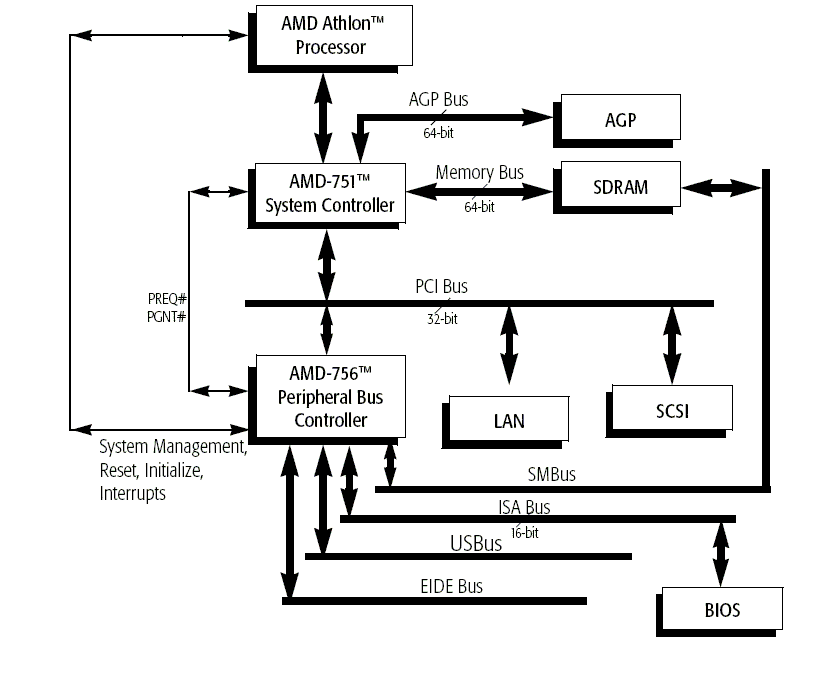 AMD Athlon™
Processor
AGP Bus
64-bit
AGP
AMD-751™
System Controller
Memory Bus
64-bit
SDRAM
PCI Bus
32-bit
PREQ#
PGNT#
AMD-756™
Peripheral Bus
Controller
LAN
SCSI
System Management,
Reset, Initialize,
Interrupts
SMBus
ISA Bus
16-bit
USBus
EIDE Bus
BIOS